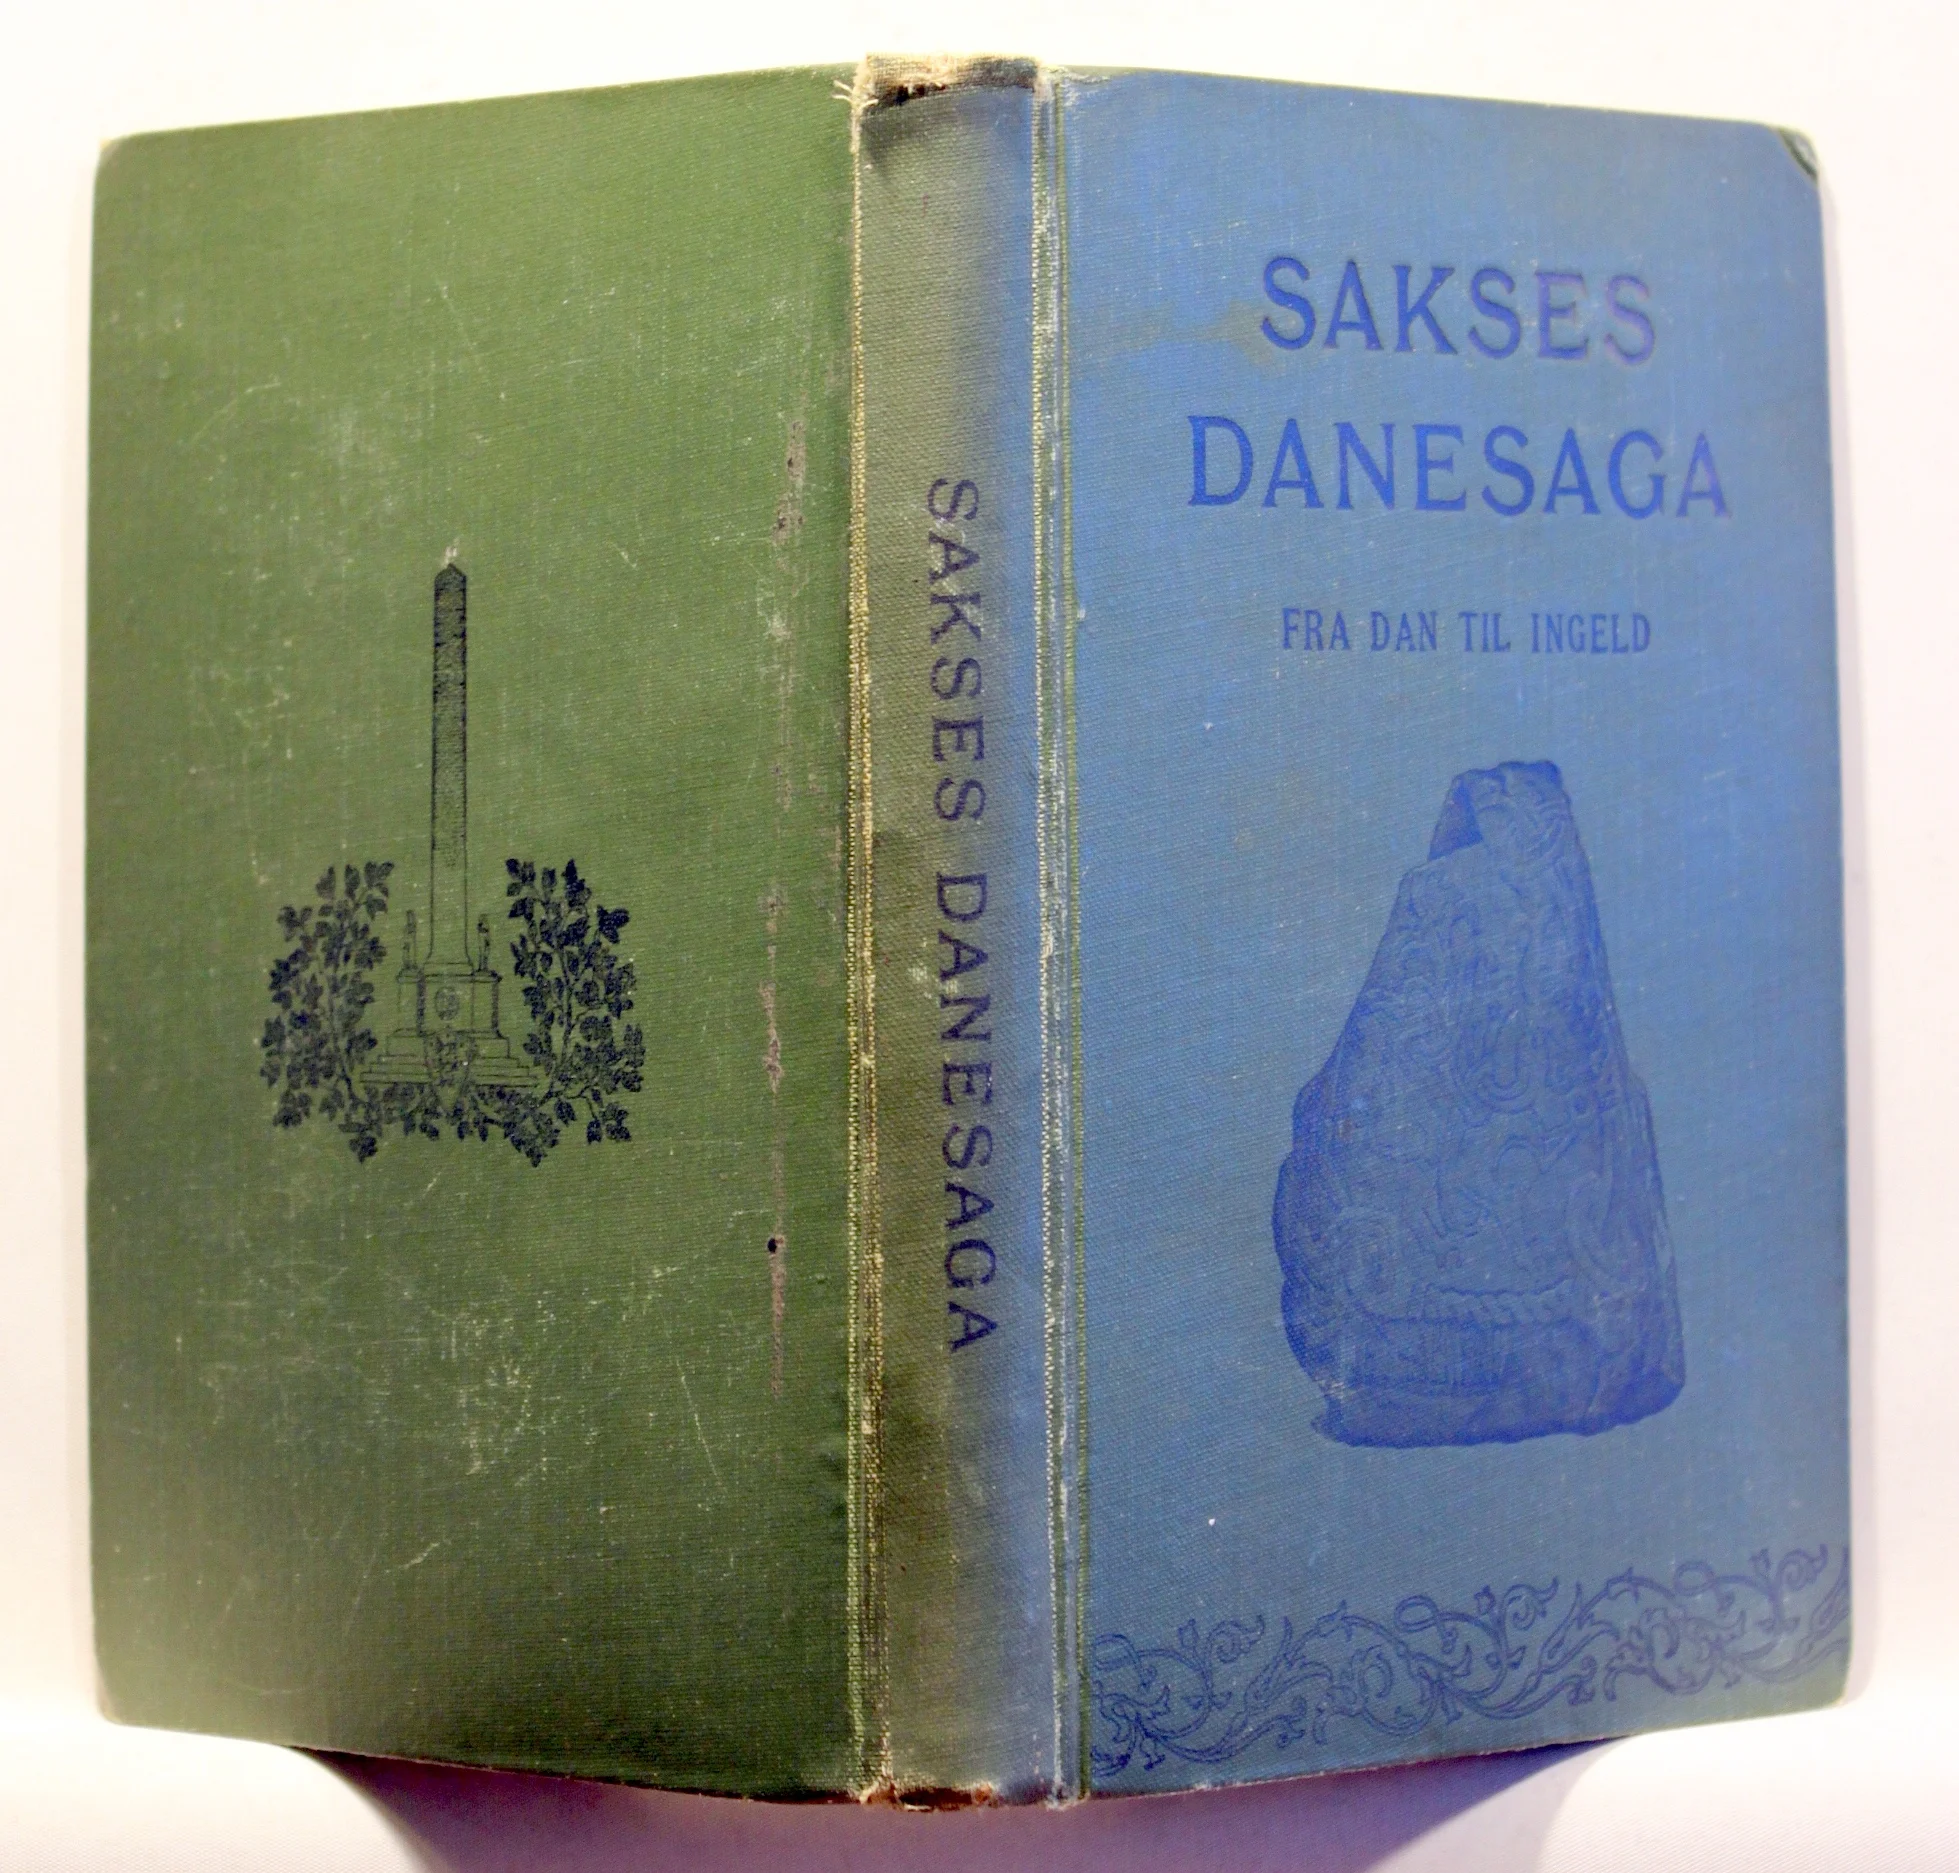 SAKSES
DANESAGA
FRA DAN TIL INGELD
SAKSES DANESAGA